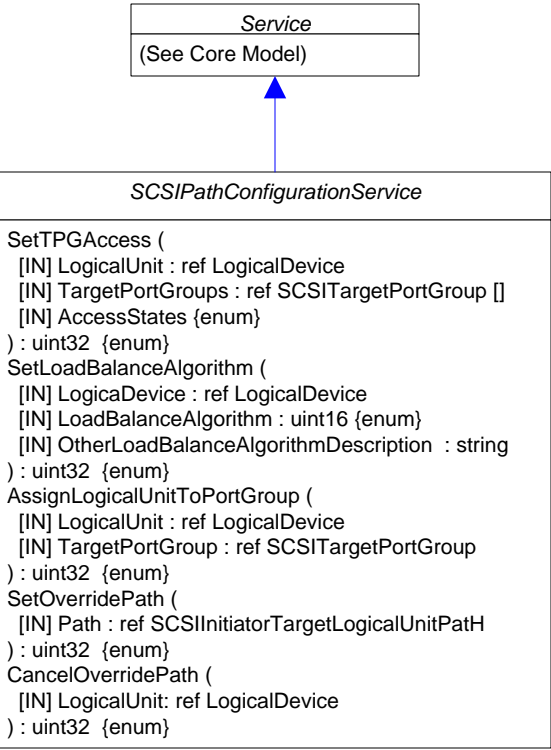 Service
(See Core Model)
SCSIPathConfigurationService
SetTPGAccess (
[IN] LogicalUnit : ref LogicalDevice
[IN] TargetPortGroups : ref SCSITargetPortGroup []
[IN] AccessStates {enum}
) : uint32 {enum}
SetLoadBalanceAlgorithm (
[IN] LogicaDevice : ref LogicalDevice
[IN] LoadBalanceAlgorithm : uint16 {enum}
[IN] OtherLoadBalanceAlgorithmDescription : string
) : uint32 {enum}
AssignLogicalUnitToPortGroup (
[IN] LogicalUnit : ref LogicalDevice
[IN] TargetPortGroup : ref SCSITargetPortGroup
) : uint32 {enum}
SetOverridePath (
[IN] Path : ref SCSIInitiatorTargetLogicalUnitPatH
) : uint32 {enum}
CancelOverridePath (
[IN] LogicalUnit: ref LogicalDevice
) : uint32 {enum}